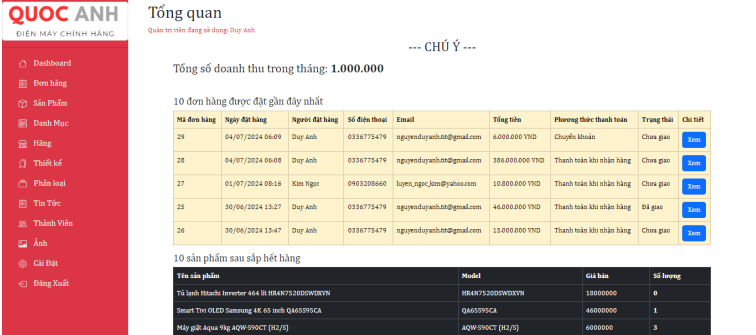 QUOC ANH
ĐIỆN MÁY CHÍNH HÃNG
Dashboard
Đơn hàng
Sản Phẩm
Danh Mục
Hãng
Thiết kế
Phân loại
Tin Tức
Thành Viên
Ảnh
Cài Đặt
Đăng Xuất
Tổng quan
Quản trị viên đang sử dụng: Duy Anh
--- CHÚ Ý ---
Tổng số doanh thu trong tháng: 1.000.000
10 đơn hàng được đặt gần đây nhất
Mã đơn hàng Ngày đặt hàng Người đặt hàng Số điện thoại Email Tổng tiền Phương thức thanh toán Trạng thái Chi tiết
29 04/07/2024 06:09 Duy Anh 0336775479 nguyenduyanh.tit@gmail.com 6.000.000 VND Chuyển khoản Chưa giao Xem
28 04/07/2024 06:08 Duy Anh 0336775479 nguyenduyanh.tit@gmail.com 386.000.000 VND Thanh toán khi nhận hàng Chưa giao Xem
27 01/07/2024 08:16 Kim Ngọc 0903208660 luyen_ngoc_kim@yahoo.com 10.800.000 VND Thanh toán khi nhận hàng Chưa giao Xem
25 30/06/2024 13:27 Duy Anh 0336775479 nguyenduyanh.tit@gmail.com 46.000.000 VND Thanh toán khi nhận hàng Đã giao Xem
26 30/06/2024 13:47 Duy Anh 0336775479 nguyenduyanh.tit@gmail.com 15.000.000 VND Thanh toán khi nhận hàng Chưa giao Xem
10 sản phẩm sau sắp hết hàng
Tên sản phẩm Model Giá bán Số lượng
Tủ lạnh Hitachi Inverter 464 lít HR4N7520DSWDXVN HR4N7520DSWDXVN 18000000 0
Smart Tivi OLED Samsung 4K 65 inch QA65S95CA QA65S95CA 46000000 1
Máy giặt Aqua 9kg AQW-S90CT (H2/S) AQW-S90CT (H2/S) 6000000 3